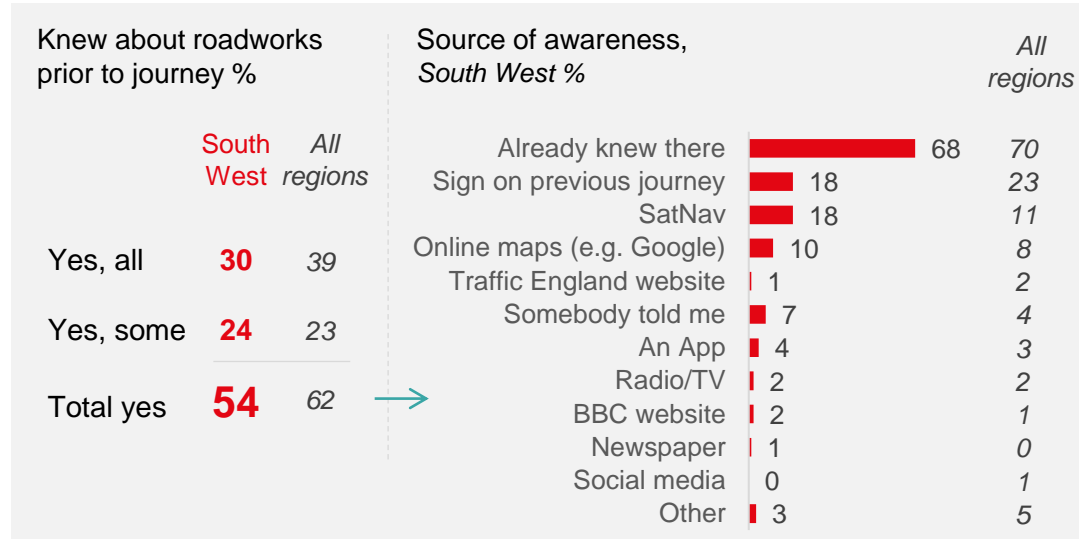 Knew about roadworks
prior to journey %
South
West
All
regions
Yes, all 30 39
Yes, some 24 23
Total yes 54 62
Source of awareness,
South West %
All
regions
Already knew there 68 70
Sign on previous journey 18 23
SatNav 18 11
Online maps (e.g. Google) 10 8
Traffic England website 1 2
Somebody told me 7 4
An App 4 3
Radio/TV 2 2
BBC website 2 1
Newspaper 1 0
Social media 0 1
Other 3 5